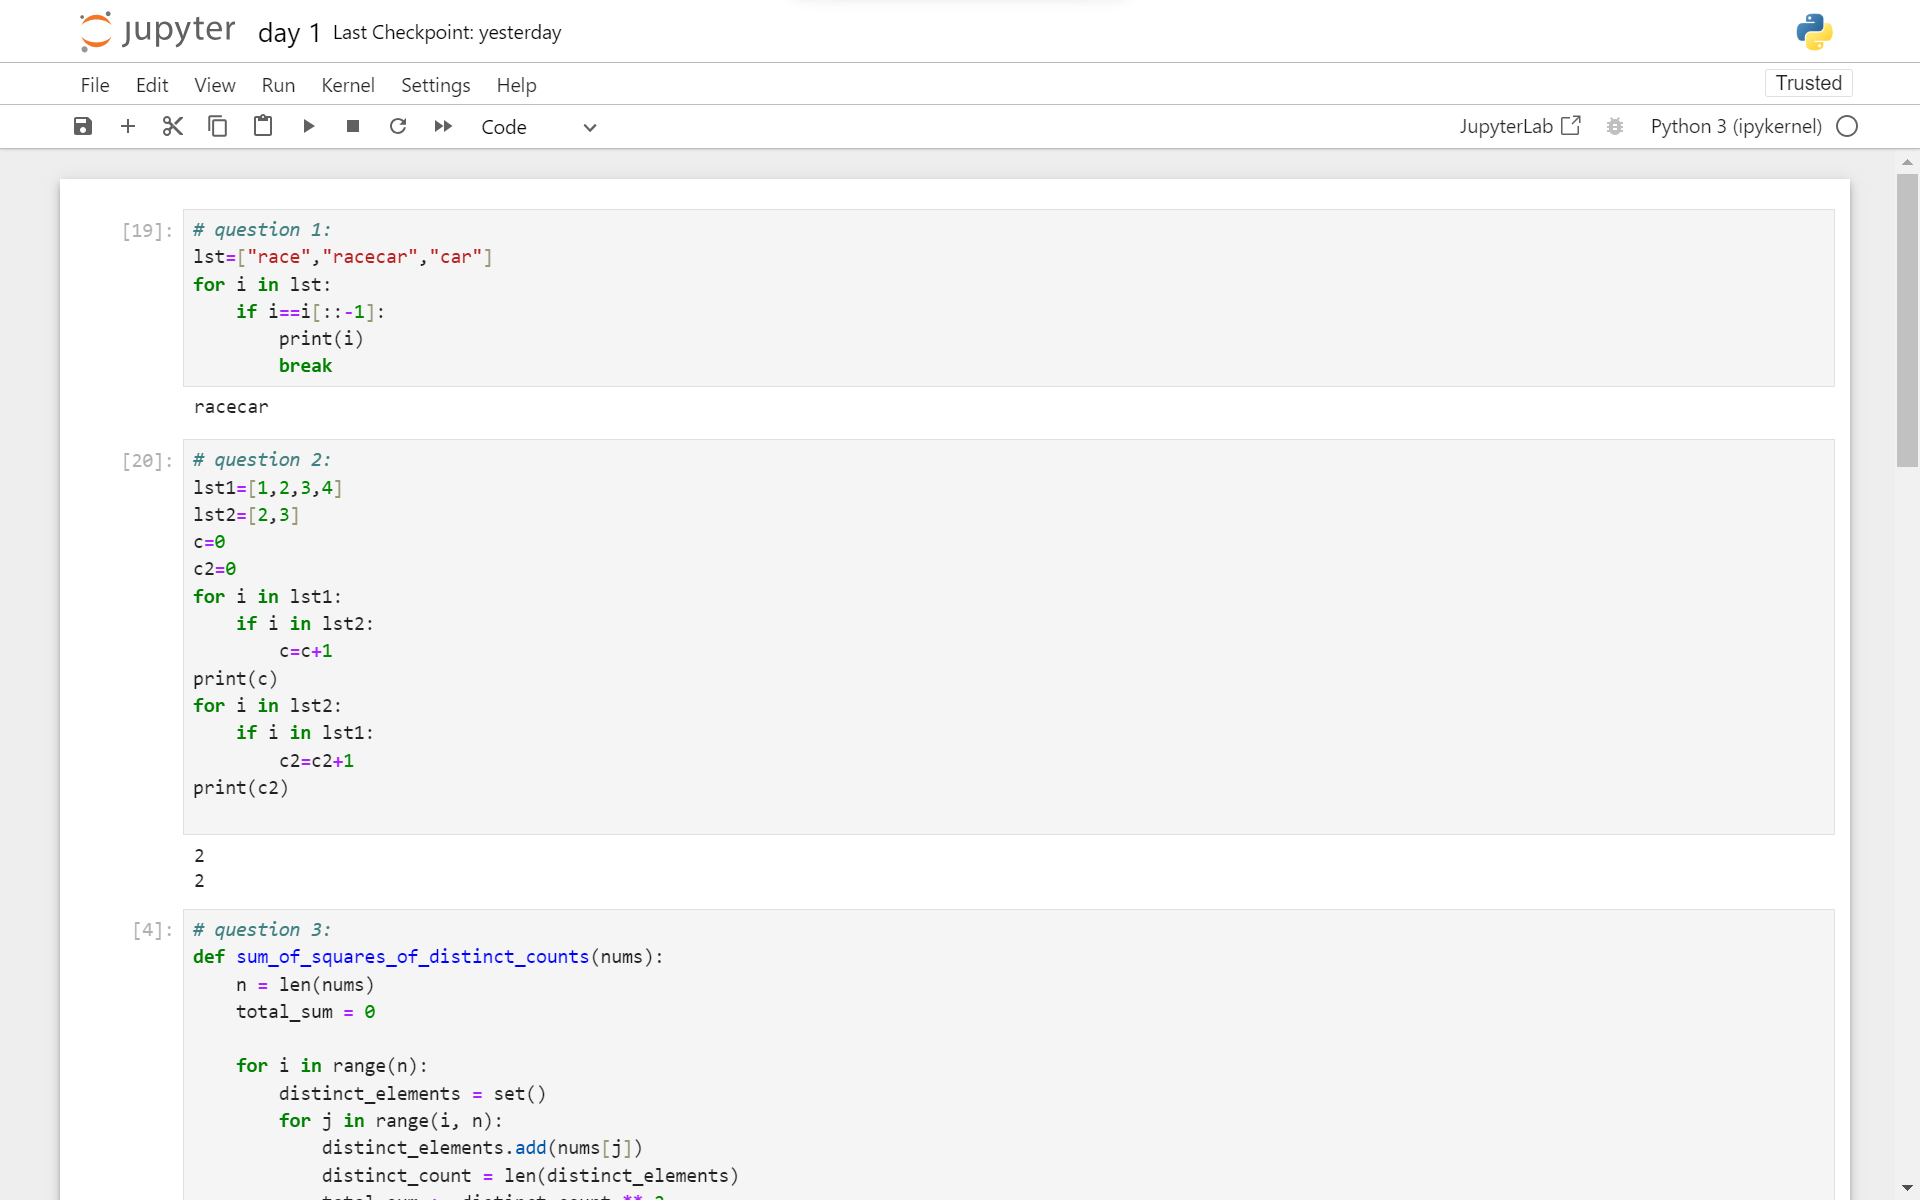 jupyter day 1 Last Checkpoint: yesterday
File Edit View Run Kernel Settings Help Trusted
Code JupyterLab Python 3 (ipykernel)
[19]: # question 1:
lst=["race","racecar","car"]
for i in lst:
    if i==i[::-1]:
        print(i)
        break
racecar
[20]: # question 2:
lst1=[1,2,3,4]
lst2=[2,3]
c=0
c2=0
for i in lst1:
    if i in lst2:
        c=c+1
print(c)
for i in lst2:
    if i in lst1:
        c2=c2+1
print(c2)
2
2
[4]: # question 3:
def sum_of_squares_of_distinct_counts(nums):
    n = len(nums)
    total_sum = 0
    for i in range(n):
        distinct_elements = set()
        for j in range(i, n):
            distinct_elements.add(nums[j])
            distinct_count = len(distinct_elements)